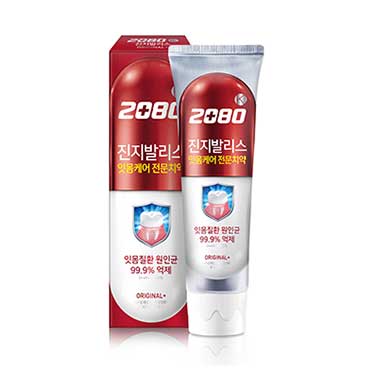 2080
진지발리스
잇몸케어 전문치약
잇몸질환 원인균
99.9% 억제
ORIGINAL+
2080
K
진지발리스
잇몸케어 전문치약
잇몸질환 원인균
99.9% 억제
ORIGINAL+